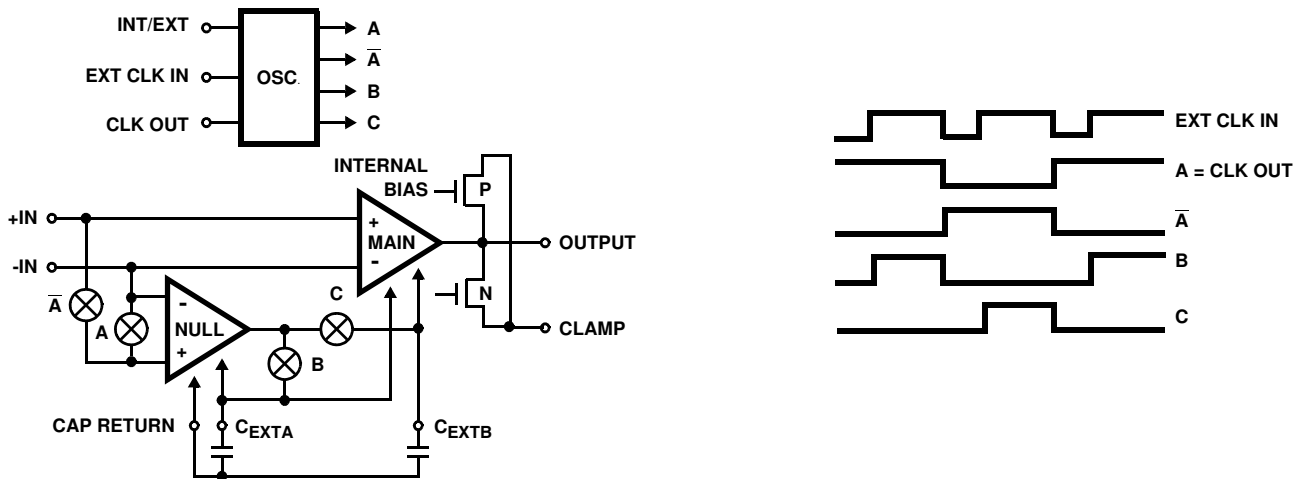 INT/EXT
A
A̅
EXT CLK IN
OSC.
B
CLK OUT
C
INTERNAL
BIAS
P
+IN
+
MAIN
-
OUTPUT
-IN
N
A̅
A
-
NULL
+
C
B
CLAMP
CAP RETURN
CEXTA
CEXTB
EXT CLK IN
A = CLK OUT
A̅
B
C